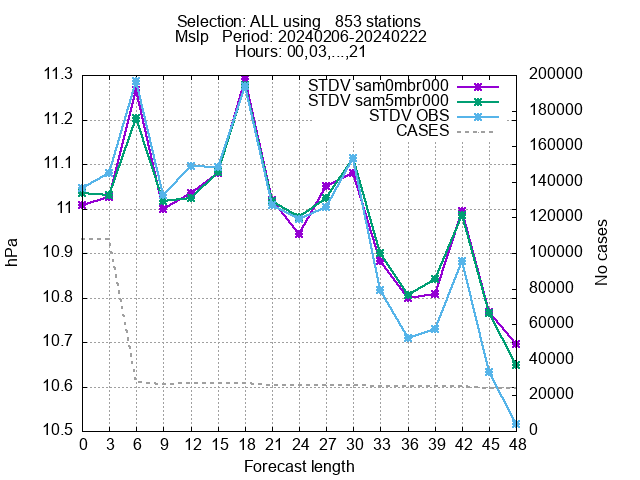 Selection: ALL using   853 stations
Mslp   Period: 20240206-20240222
Hours: 00,03,...,21
STDV sam0mbr000
STDV sam5mbr000
STDV OBS
CASES
hPa
11.3
11.2
11.1
11
10.9
10.8
10.7
10.6
10.5
200000
180000
160000
140000
120000
100000
80000
60000
40000
20000
0
No cases
0 3 6 9 12 15 18 21 24 27 30 33 36 39 42 45 48
Forecast length